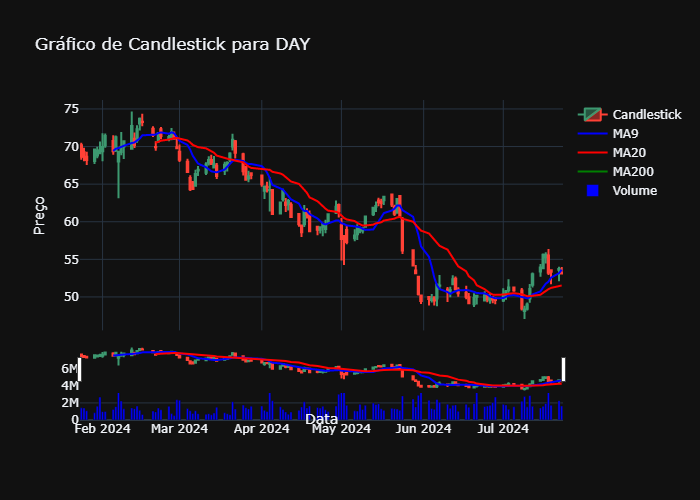 Gráfico de Candlestick para DAY
75
70
65
60
55
50
Preço
Candlestick
MA9
MA20
MA200
Volume
6M
4M
2M
0
Feb 2024
Mar 2024
Apr 2024
May 2024
Jun 2024
Jul 2024
Data